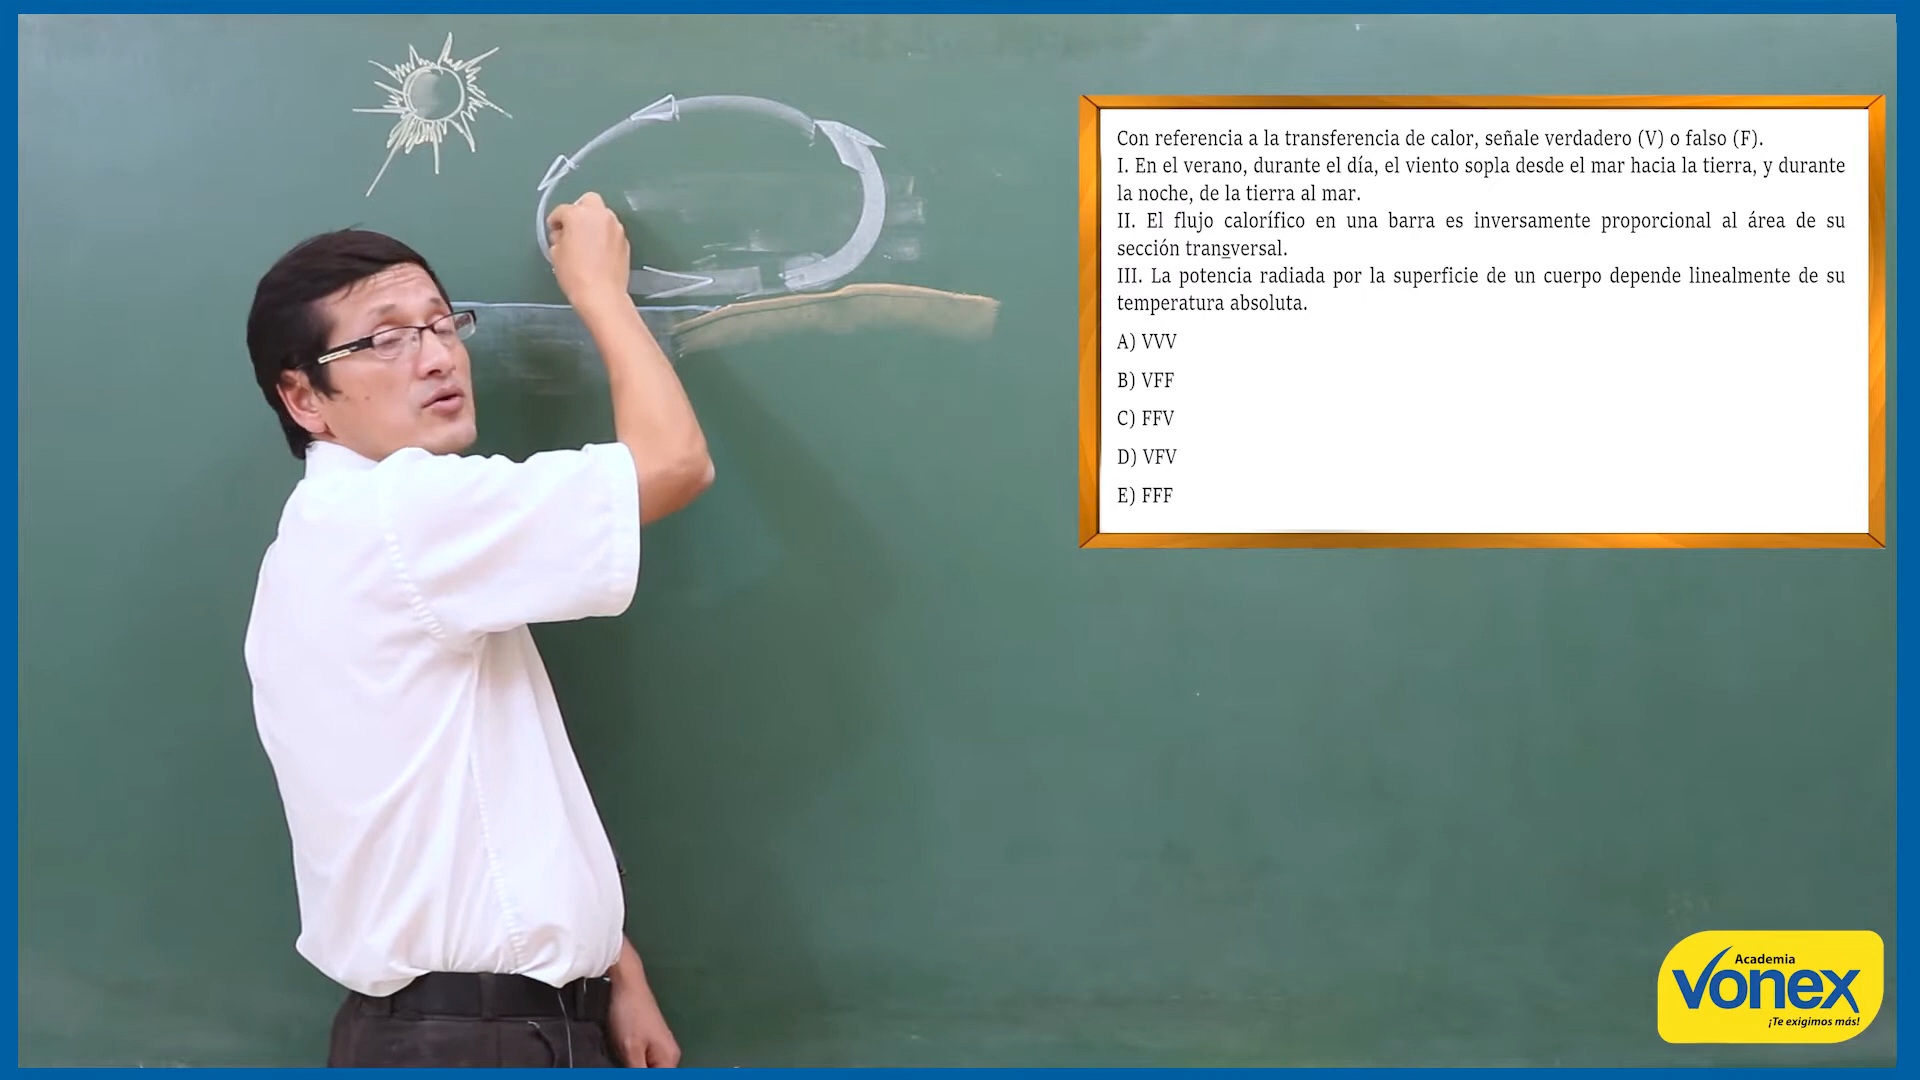 Con referencia a la transferencia de calor, señale verdadero (V) o falso (F).
I. En el verano, durante el día, el viento sopla desde el mar hacia la tierra, y durante
la noche, de la tierra al mar.
II. El flujo calorífico en una barra es inversamente proporcional al área de su
sección transversal.
III. La potencia radiada por la superficie de un cuerpo depende linealmente de su
temperatura absoluta.
A) VVV
B) VFF
C) FFV
D) VFV
E) FFF
Academia
vonex
¡Te exigimos más!